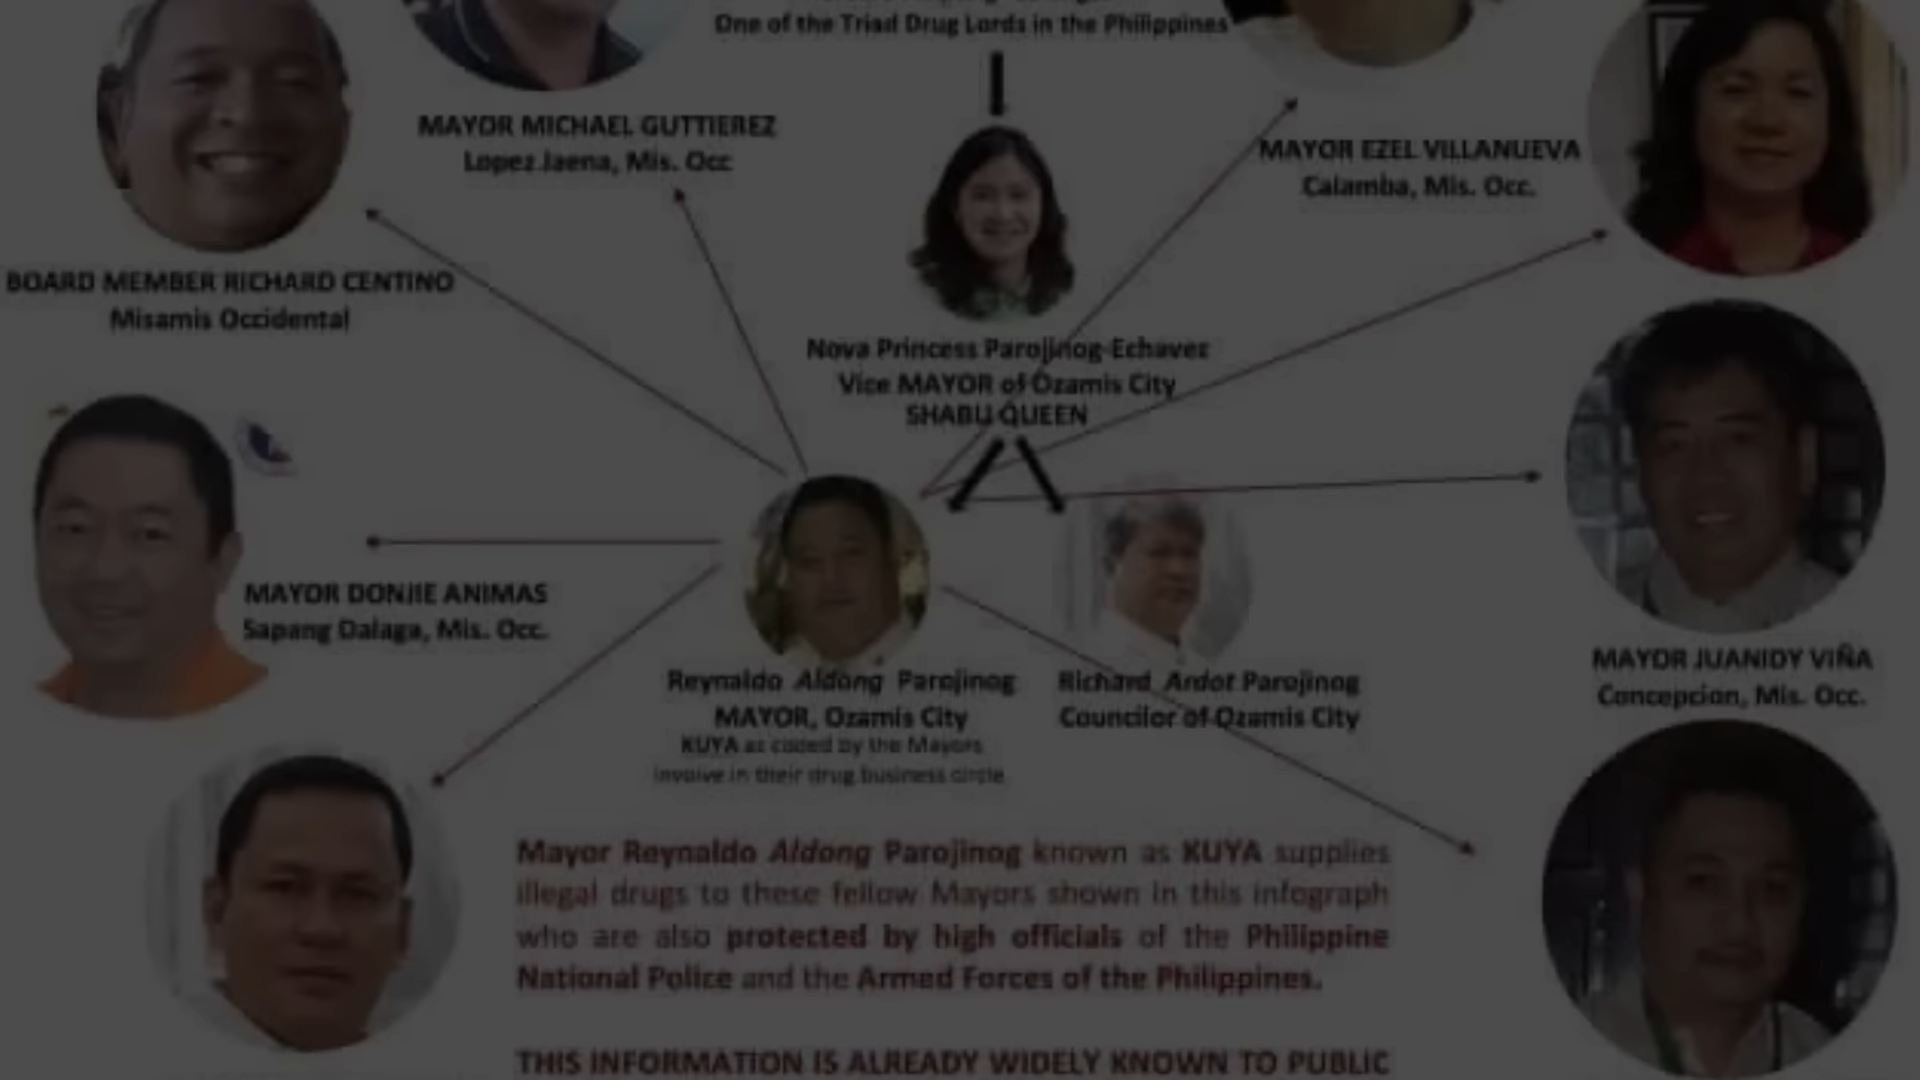 One of the Triad Drug Lords in the Philippines
MAYOR MICHAEL GUTTIEREZ
Lopez Jaena, Mis. Occ
MAYOR EZEL VILLANUEVA
Calamba, Mis. Occ.
BOARD MEMBER RICHARD CENTINO
Misamis Occidental
Nova Princess Parojinog-Echavez
Vice MAYOR of Ozamis City
SHABU QUEEN
MAYOR DONJIE ANIMAS
Sapang Dalaga, Mis. Occ.
MAYOR JUANIDY VIÑA
Concepcion, Mis. Occ.
Reynaldo Aldong Parojinog
MAYOR, Ozamis City
KUYA as coded by the Mayors
involve in their drug business circle
Richard Ardot Parojinog
Councilor of Ozamis City
Mayor Reynaldo Aldong Parojinog known as KUYA supplies
illegal drugs to these fellow Mayors shown in this infograph
who are also protected by high officials of the Philippine
National Police and the Armed Forces of the Philippines.
THIS INFORMATION IS ALREADY WIDELY KNOWN TO PUBLIC